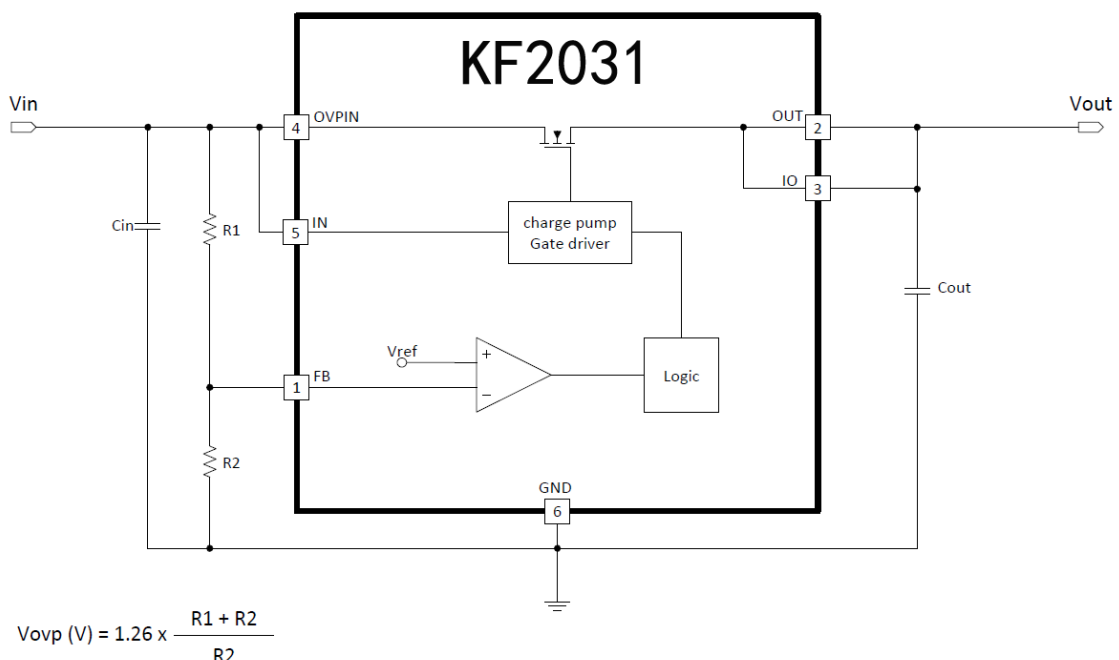 KF2031
Vin
Vout
OVPIN
OUT
4
2
IO
3
Cin
R1
IN
5
charge pump
Gate driver
Cout
Vref
+
FB
1
−
Logic
R2
GND
6
Vovp (V) = 1.26 x R1 + R2
R2